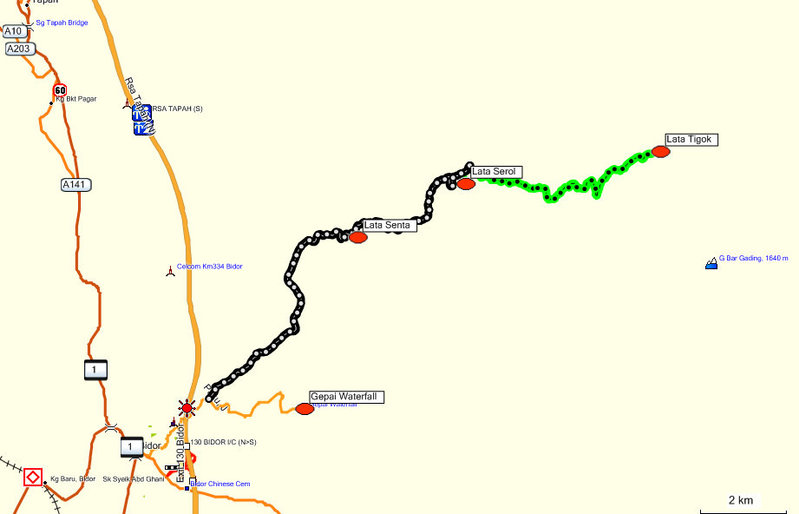 Tapah
Sg Tapah Bridge
A10
A203
60
Kg Bkt Pagar
RSA TAPAH (S)
Rsa Tapah (N)
Lata Tigok
Lata Serol
A141
Lata Senta
G Bar Gading, 1640 m
Celcom Km334 Bidor
1
Gepai Waterfall
Gepai Waterfall
130 BIDOR I/C (N>S)
1
Bidor
Exit 130 Bidor
Kg Baru, Bidor
Sk Syeik Abd Ghani
Bidor Chinese Cem
2 km